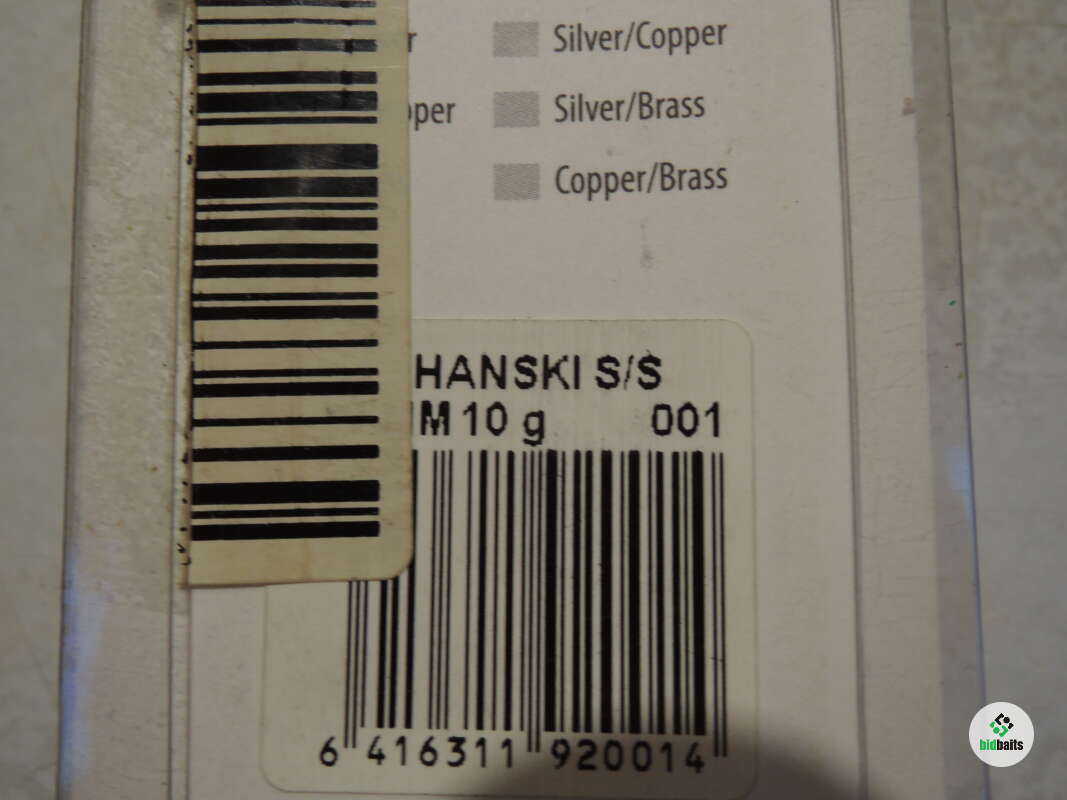 Silver/Copper
Silver/Brass
Copper/Brass
HANSKI S/S
10 g 001
6 416311 920014
bidbaits